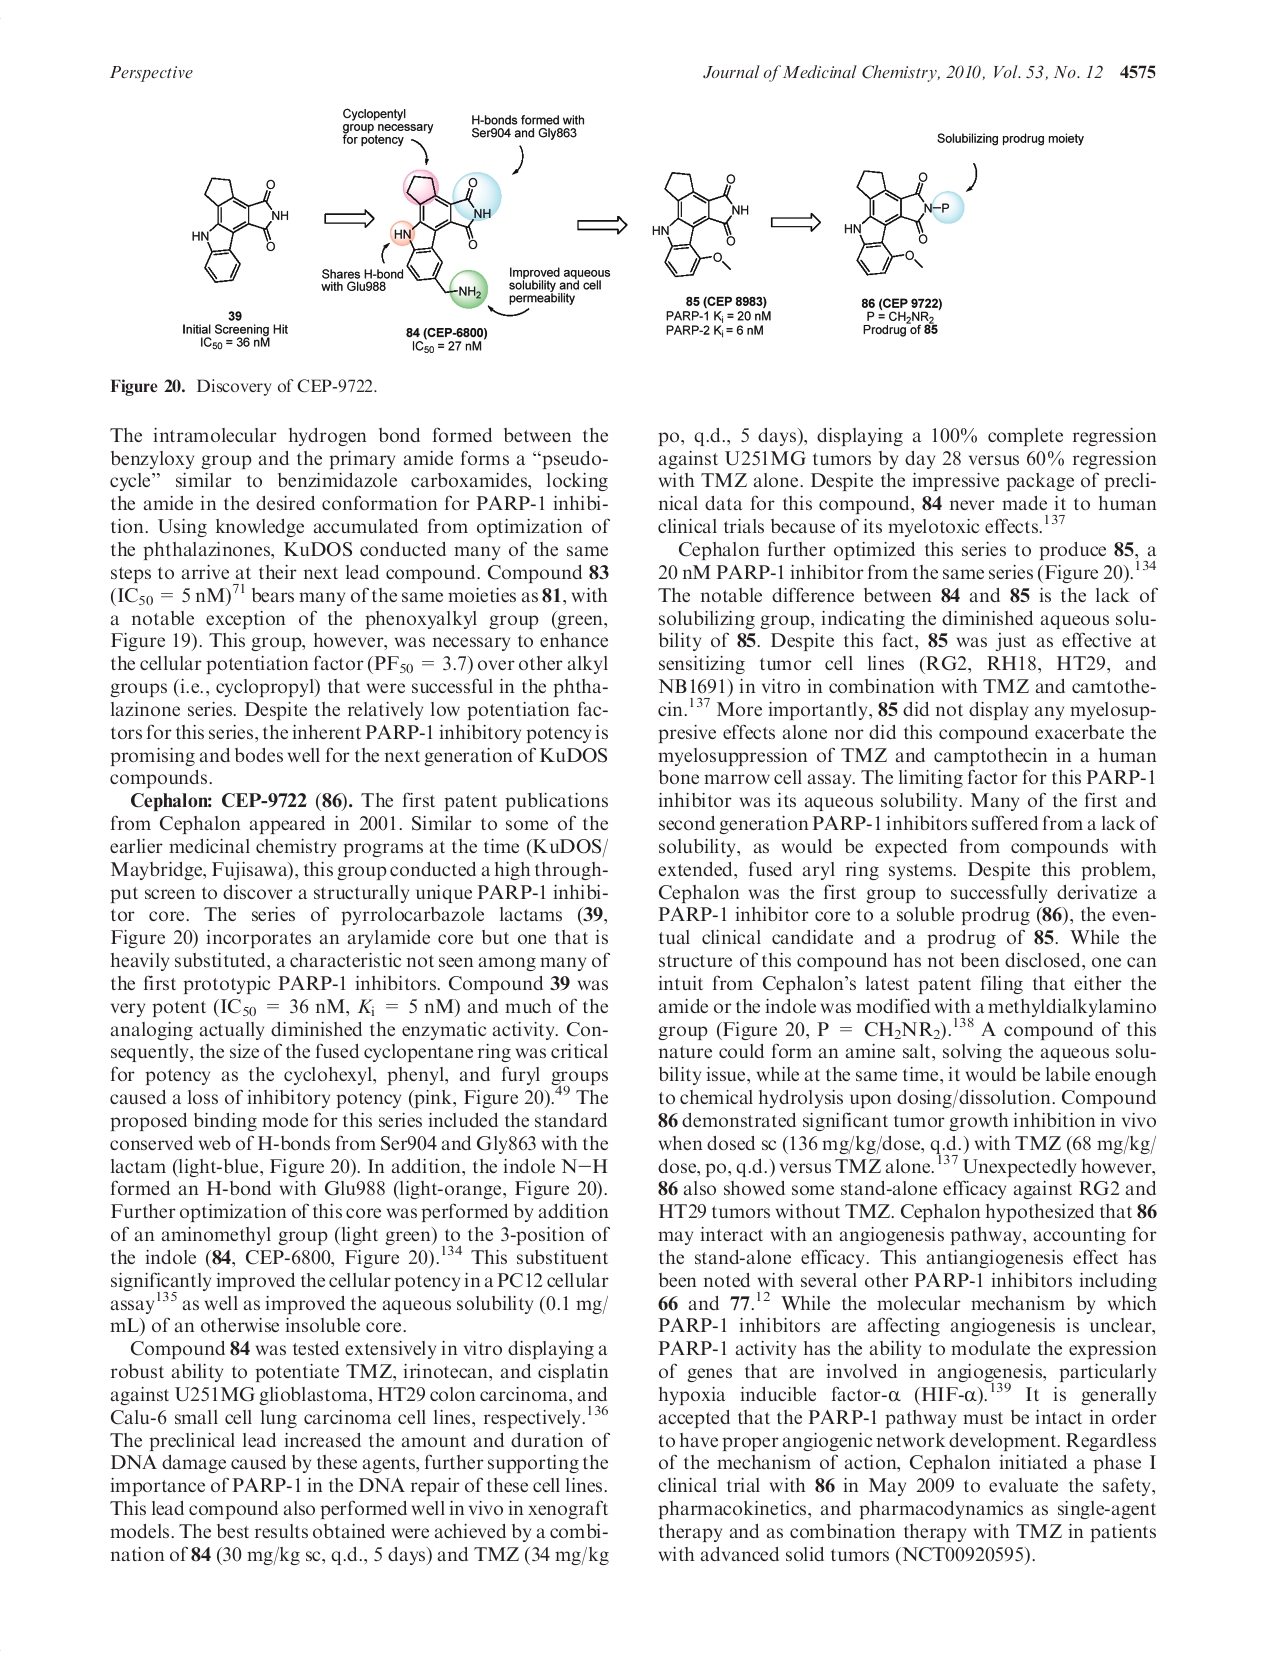 Perspective
Journal of Medicinal Chemistry, 2010, Vol. 53, No. 12 4575
Cyclopentyl
group necessary
for potency
H-bonds formed with
Ser904 and Gly863
Solubilizing prodrug moiety
O
NH
O
HN
O
NH
O
HN
NH2
O
NH
O
HN
O
O
N-P
O
HN
O
Shares H-bond
with Glu988
Improved aqueous
solubility and cell
permeability
39
Initial Screening Hit
IC50 = 36 nM
84 (CEP-6800)
IC50 = 27 nM
85 (CEP 8983)
PARP-1 Ki = 20 nM
PARP-2 Ki = 6 nM
86 (CEP 9722)
P = CH2NR2
Prodrug of 85
Figure 20. Discovery of CEP-9722.
The intramolecular hydrogen bond formed between the
benzyloxy group and the primary amide forms a “pseudo-
cycle” similar to benzimidazole carboxamides, locking
the amide in the desired conformation for PARP-1 inhibi-
tion. Using knowledge accumulated from optimization of
the phthalazinones, KuDOS conducted many of the same
steps to arrive at their next lead compound. Compound 83
(IC50 = 5 nM)71 bears many of the same moieties as 81, with
a notable exception of the phenoxyalkyl group (green,
Figure 19). This group, however, was necessary to enhance
the cellular potentiation factor (PF50 = 3.7) over other alkyl
groups (i.e., cyclopropyl) that were successful in the phtha-
lazinone series. Despite the relatively low potentiation fac-
tors for this series, the inherent PARP-1 inhibitory potency is
promising and bodes well for the next generation of KuDOS
compounds.
Cephalon: CEP-9722 (86). The first patent publications
from Cephalon appeared in 2001. Similar to some of the
earlier medicinal chemistry programs at the time (KuDOS/
Maybridge, Fujisawa), this group conducted a high through-
put screen to discover a structurally unique PARP-1 inhibi-
tor core. The series of pyrrolocarbazole lactams (39,
Figure 20) incorporates an arylamide core but one that is
heavily substituted, a characteristic not seen among many of
the first prototypic PARP-1 inhibitors. Compound 39 was
very potent (IC50 = 36 nM, Ki = 5 nM) and much of the
analoging actually diminished the enzymatic activity. Con-
sequently, the size of the fused cyclopentane ring was critical
for potency as the cyclohexyl, phenyl, and furyl groups
caused a loss of inhibitory potency (pink, Figure 20).49 The
proposed binding mode for this series included the standard
conserved web of H-bonds from Ser904 and Gly863 with the
lactam (light-blue, Figure 20). In addition, the indole N−H
formed an H-bond with Glu988 (light-orange, Figure 20).
Further optimization of this core was performed by addition
of an aminomethyl group (light green) to the 3-position of
the indole (84, CEP-6800, Figure 20).134 This substituent
significantly improved the cellular potency in a PC12 cellular
assay135 as well as improved the aqueous solubility (0.1 mg/
mL) of an otherwise insoluble core.
Compound 84 was tested extensively in vitro displaying a
robust ability to potentiate TMZ, irinotecan, and cisplatin
against U251MG glioblastoma, HT29 colon carcinoma, and
Calu-6 small cell lung carcinoma cell lines, respectively.136
The preclinical lead increased the amount and duration of
DNA damage caused by these agents, further supporting the
importance of PARP-1 in the DNA repair of these cell lines.
This lead compound also performed well in vivo in xenograft
models. The best results obtained were achieved by a combi-
nation of 84 (30 mg/kg sc, q.d., 5 days) and TMZ (34 mg/kg
po, q.d., 5 days), displaying a 100% complete regression
against U251MG tumors by day 28 versus 60% regression
with TMZ alone. Despite the impressive package of precli-
nical data for this compound, 84 never made it to human
clinical trials because of its myelotoxic effects.137
Cephalon further optimized this series to produce 85, a
20 nM PARP-1 inhibitor from the same series (Figure 20).134
The notable difference between 84 and 85 is the lack of
solubilizing group, indicating the diminished aqueous solu-
bility of 85. Despite this fact, 85 was just as effective at
sensitizing tumor cell lines (RG2, RH18, HT29, and
NB1691) in vitro in combination with TMZ and camtothe-
cin.137 More importantly, 85 did not display any myelosup-
presive effects alone nor did this compound exacerbate the
myelosuppression of TMZ and camptothecin in a human
bone marrow cell assay. The limiting factor for this PARP-1
inhibitor was its aqueous solubility. Many of the first and
second generation PARP-1 inhibitors suffered from a lack of
solubility, as would be expected from compounds with
extended, fused aryl ring systems. Despite this problem,
Cephalon was the first group to successfully derivatize a
PARP-1 inhibitor core to a soluble prodrug (86), the even-
tual clinical candidate and a prodrug of 85. While the
structure of this compound has not been disclosed, one can
intuit from Cephalon’s latest patent filing that either the
amide or the indole was modified with a methyldialkylamino
group (Figure 20, P = CH2NR2).138 A compound of this
nature could form an amine salt, solving the aqueous solu-
bility issue, while at the same time, it would be labile enough
to chemical hydrolysis upon dosing/dissolution. Compound
86 demonstrated significant tumor growth inhibition in vivo
when dosed sc (136 mg/kg/dose, q.d.) with TMZ (68 mg/kg/
dose, po, q.d.) versus TMZ alone.137 Unexpectedly however,
86 also showed some stand-alone efficacy against RG2 and
HT29 tumors without TMZ. Cephalon hypothesized that 86
may interact with an angiogenesis pathway, accounting for
the stand-alone efficacy. This antiangiogenesis effect has
been noted with several other PARP-1 inhibitors including
66 and 77.12 While the molecular mechanism by which
PARP-1 inhibitors are affecting angiogenesis is unclear,
PARP-1 activity has the ability to modulate the expression
of genes that are involved in angiogenesis, particularly
hypoxia inducible factor-α (HIF-α).139 It is generally
accepted that the PARP-1 pathway must be intact in order
to have proper angiogenic network development. Regardless
of the mechanism of action, Cephalon initiated a phase I
clinical trial with 86 in May 2009 to evaluate the safety,
pharmacokinetics, and pharmacodynamics as single-agent
therapy and as combination therapy with TMZ in patients
with advanced solid tumors (NCT00920595).